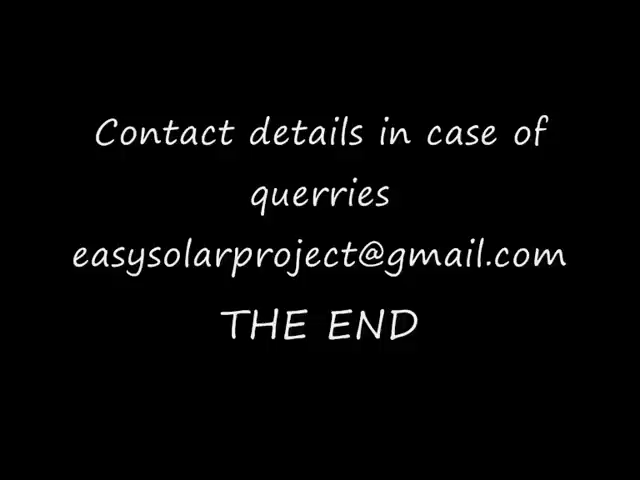 Contact details in case of
querries
easysolarproject@gmail.com
THE END